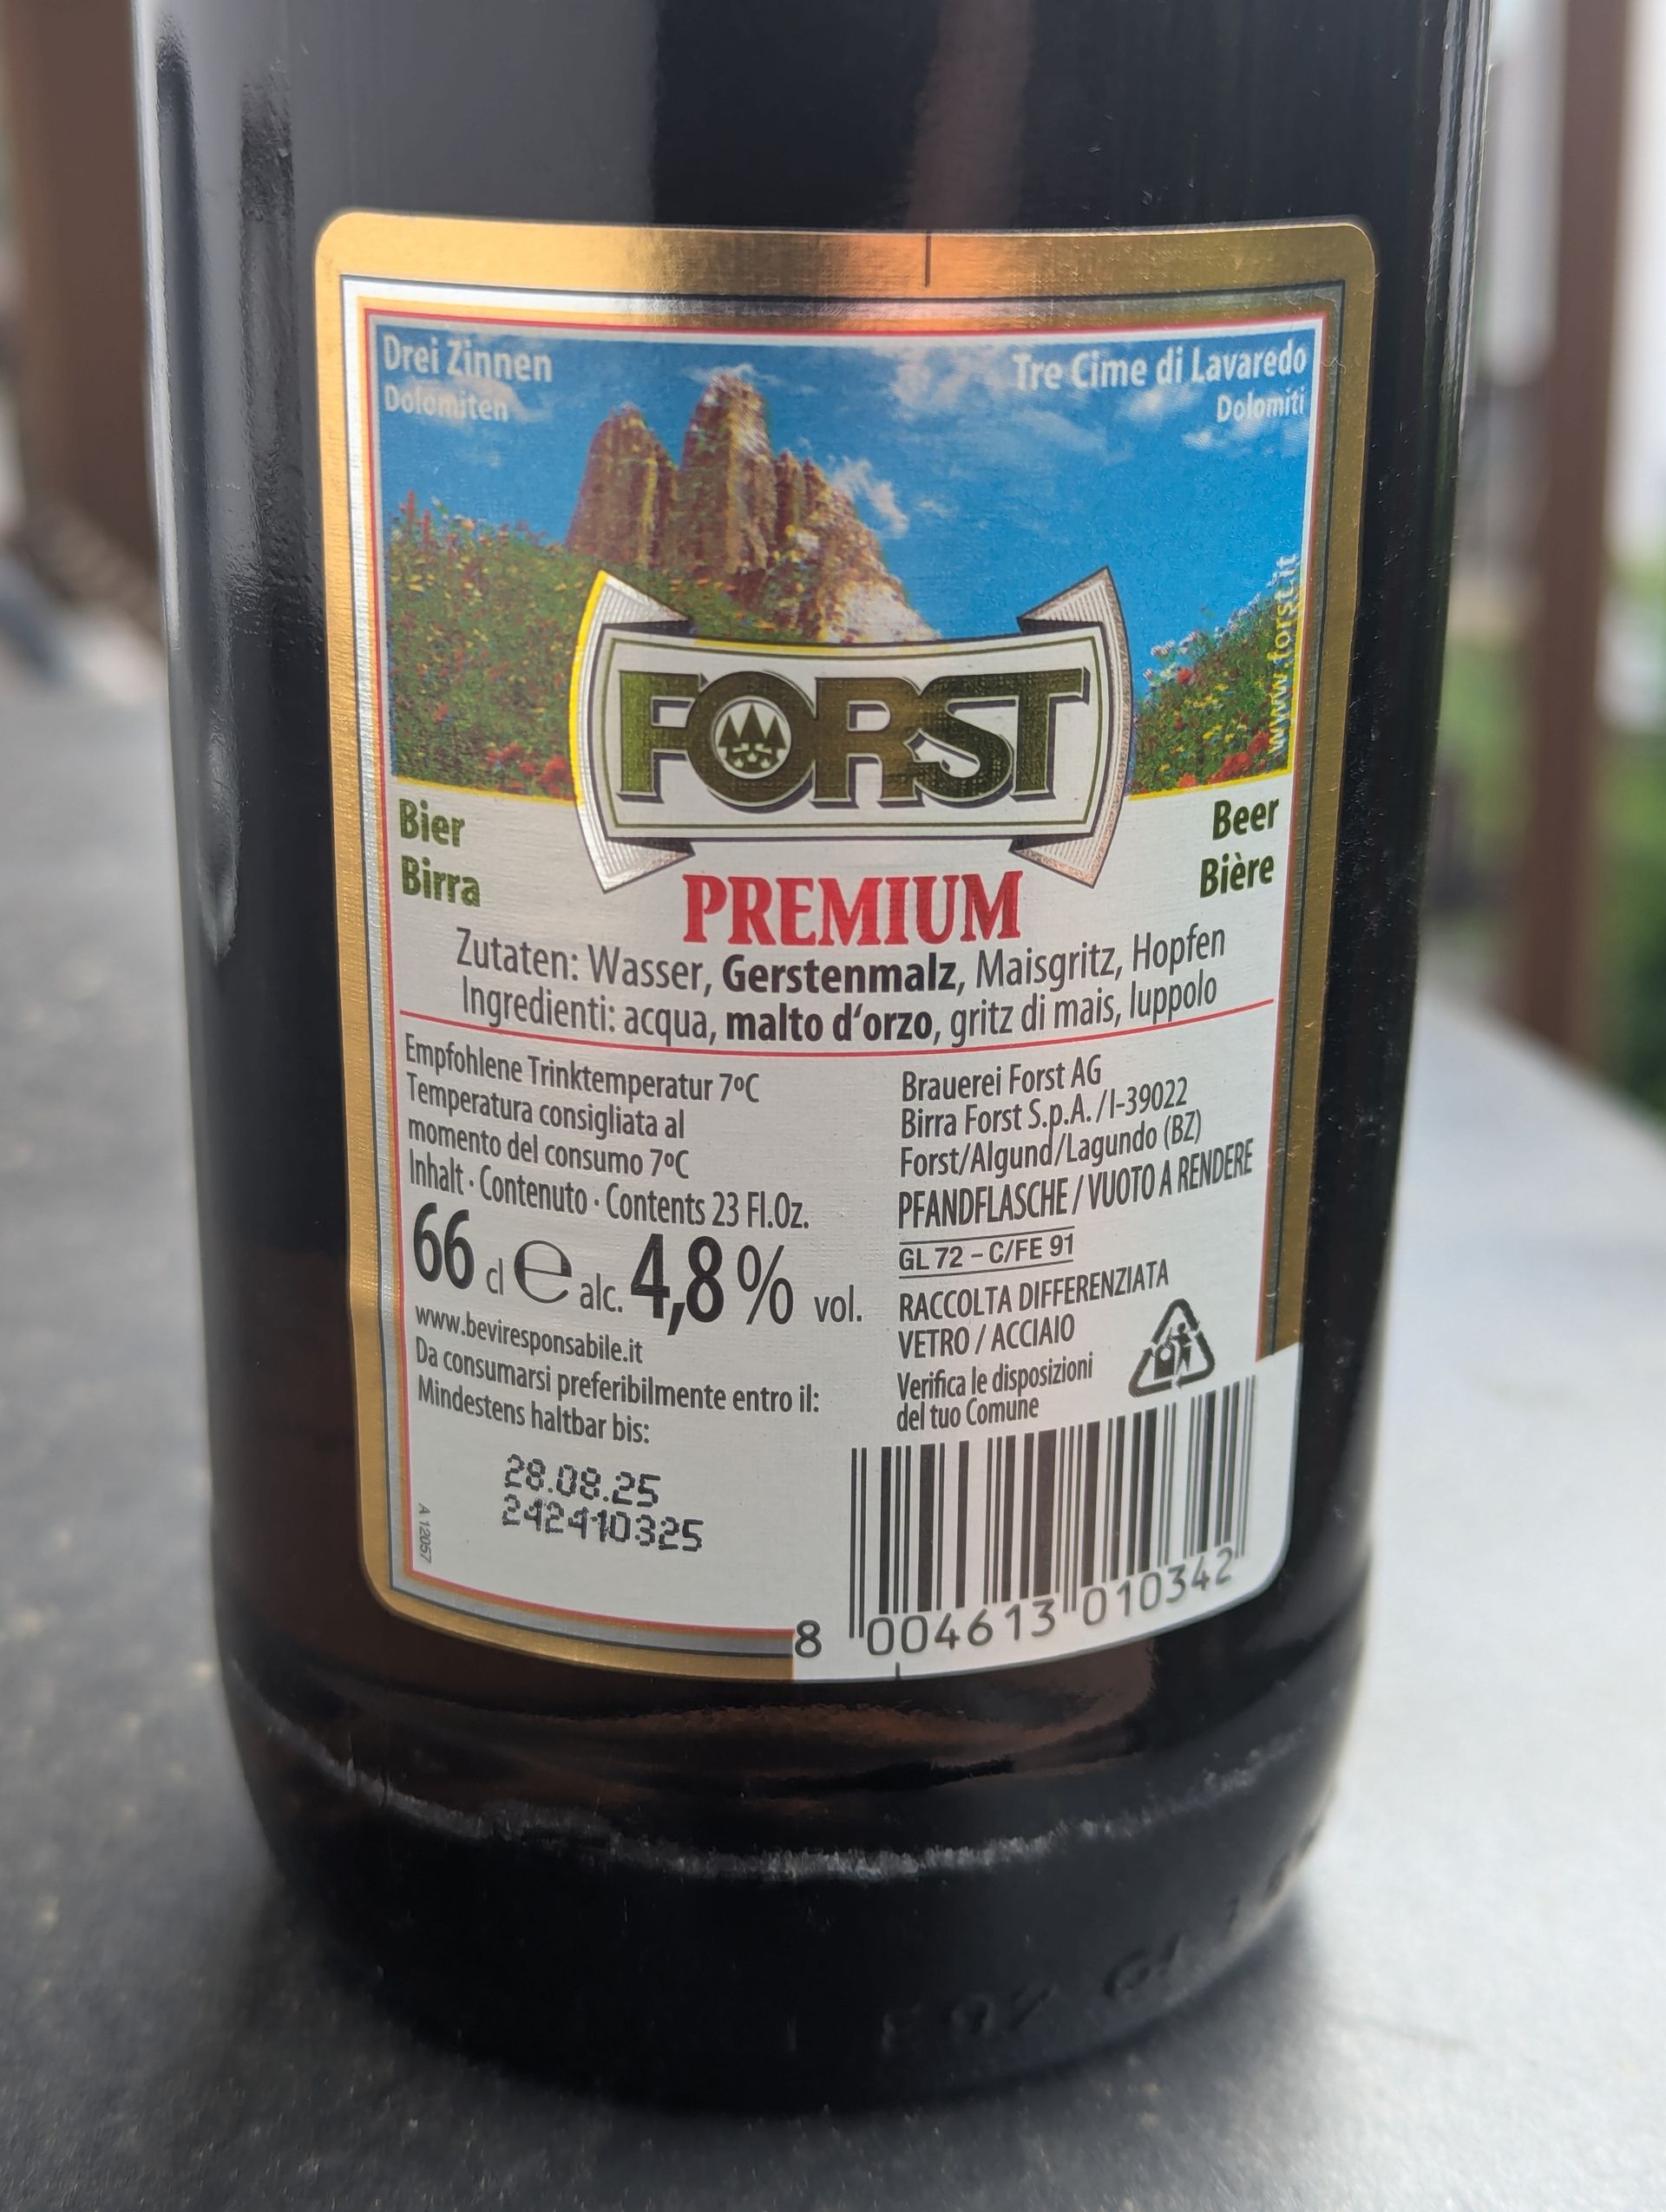 Drei Zinnen
Dolomiten
Tre Cime di Lavaredo
Dolomiti
www.forst.it
FORST
Bier
Birra
Beer
Bière
PREMIUM
Zutaten: Wasser, Gerstenmalz, Maisgritz, Hopfen
Ingredienti: acqua, malto d‘orzo, gritz di mais, luppolo
Empfohlene Trinktemperatur 7°C
Temperatura consigliata al
momento del consumo 7°C
Inhalt · Contenuto · Contents 23 Fl.Oz.
66 cl e alc. 4,8% vol.
www.beviresponsabile.it
Da consumarsi preferibilmente entro il:
Mindestens haltbar bis:
28.08.25
242410325
A 12057
Brauerei Forst AG
Birra Forst S.p.A./I-39022
Forst/Algund/Lagundo (BZ)
PFANDFLASCHE / VUOTO A RENDERE
GL 72 – C/FE 91
RACCOLTA DIFFERENZIATA
VETRO / ACCIAIO
Verifica le disposizioni
del tuo Comune
8 004613 010342